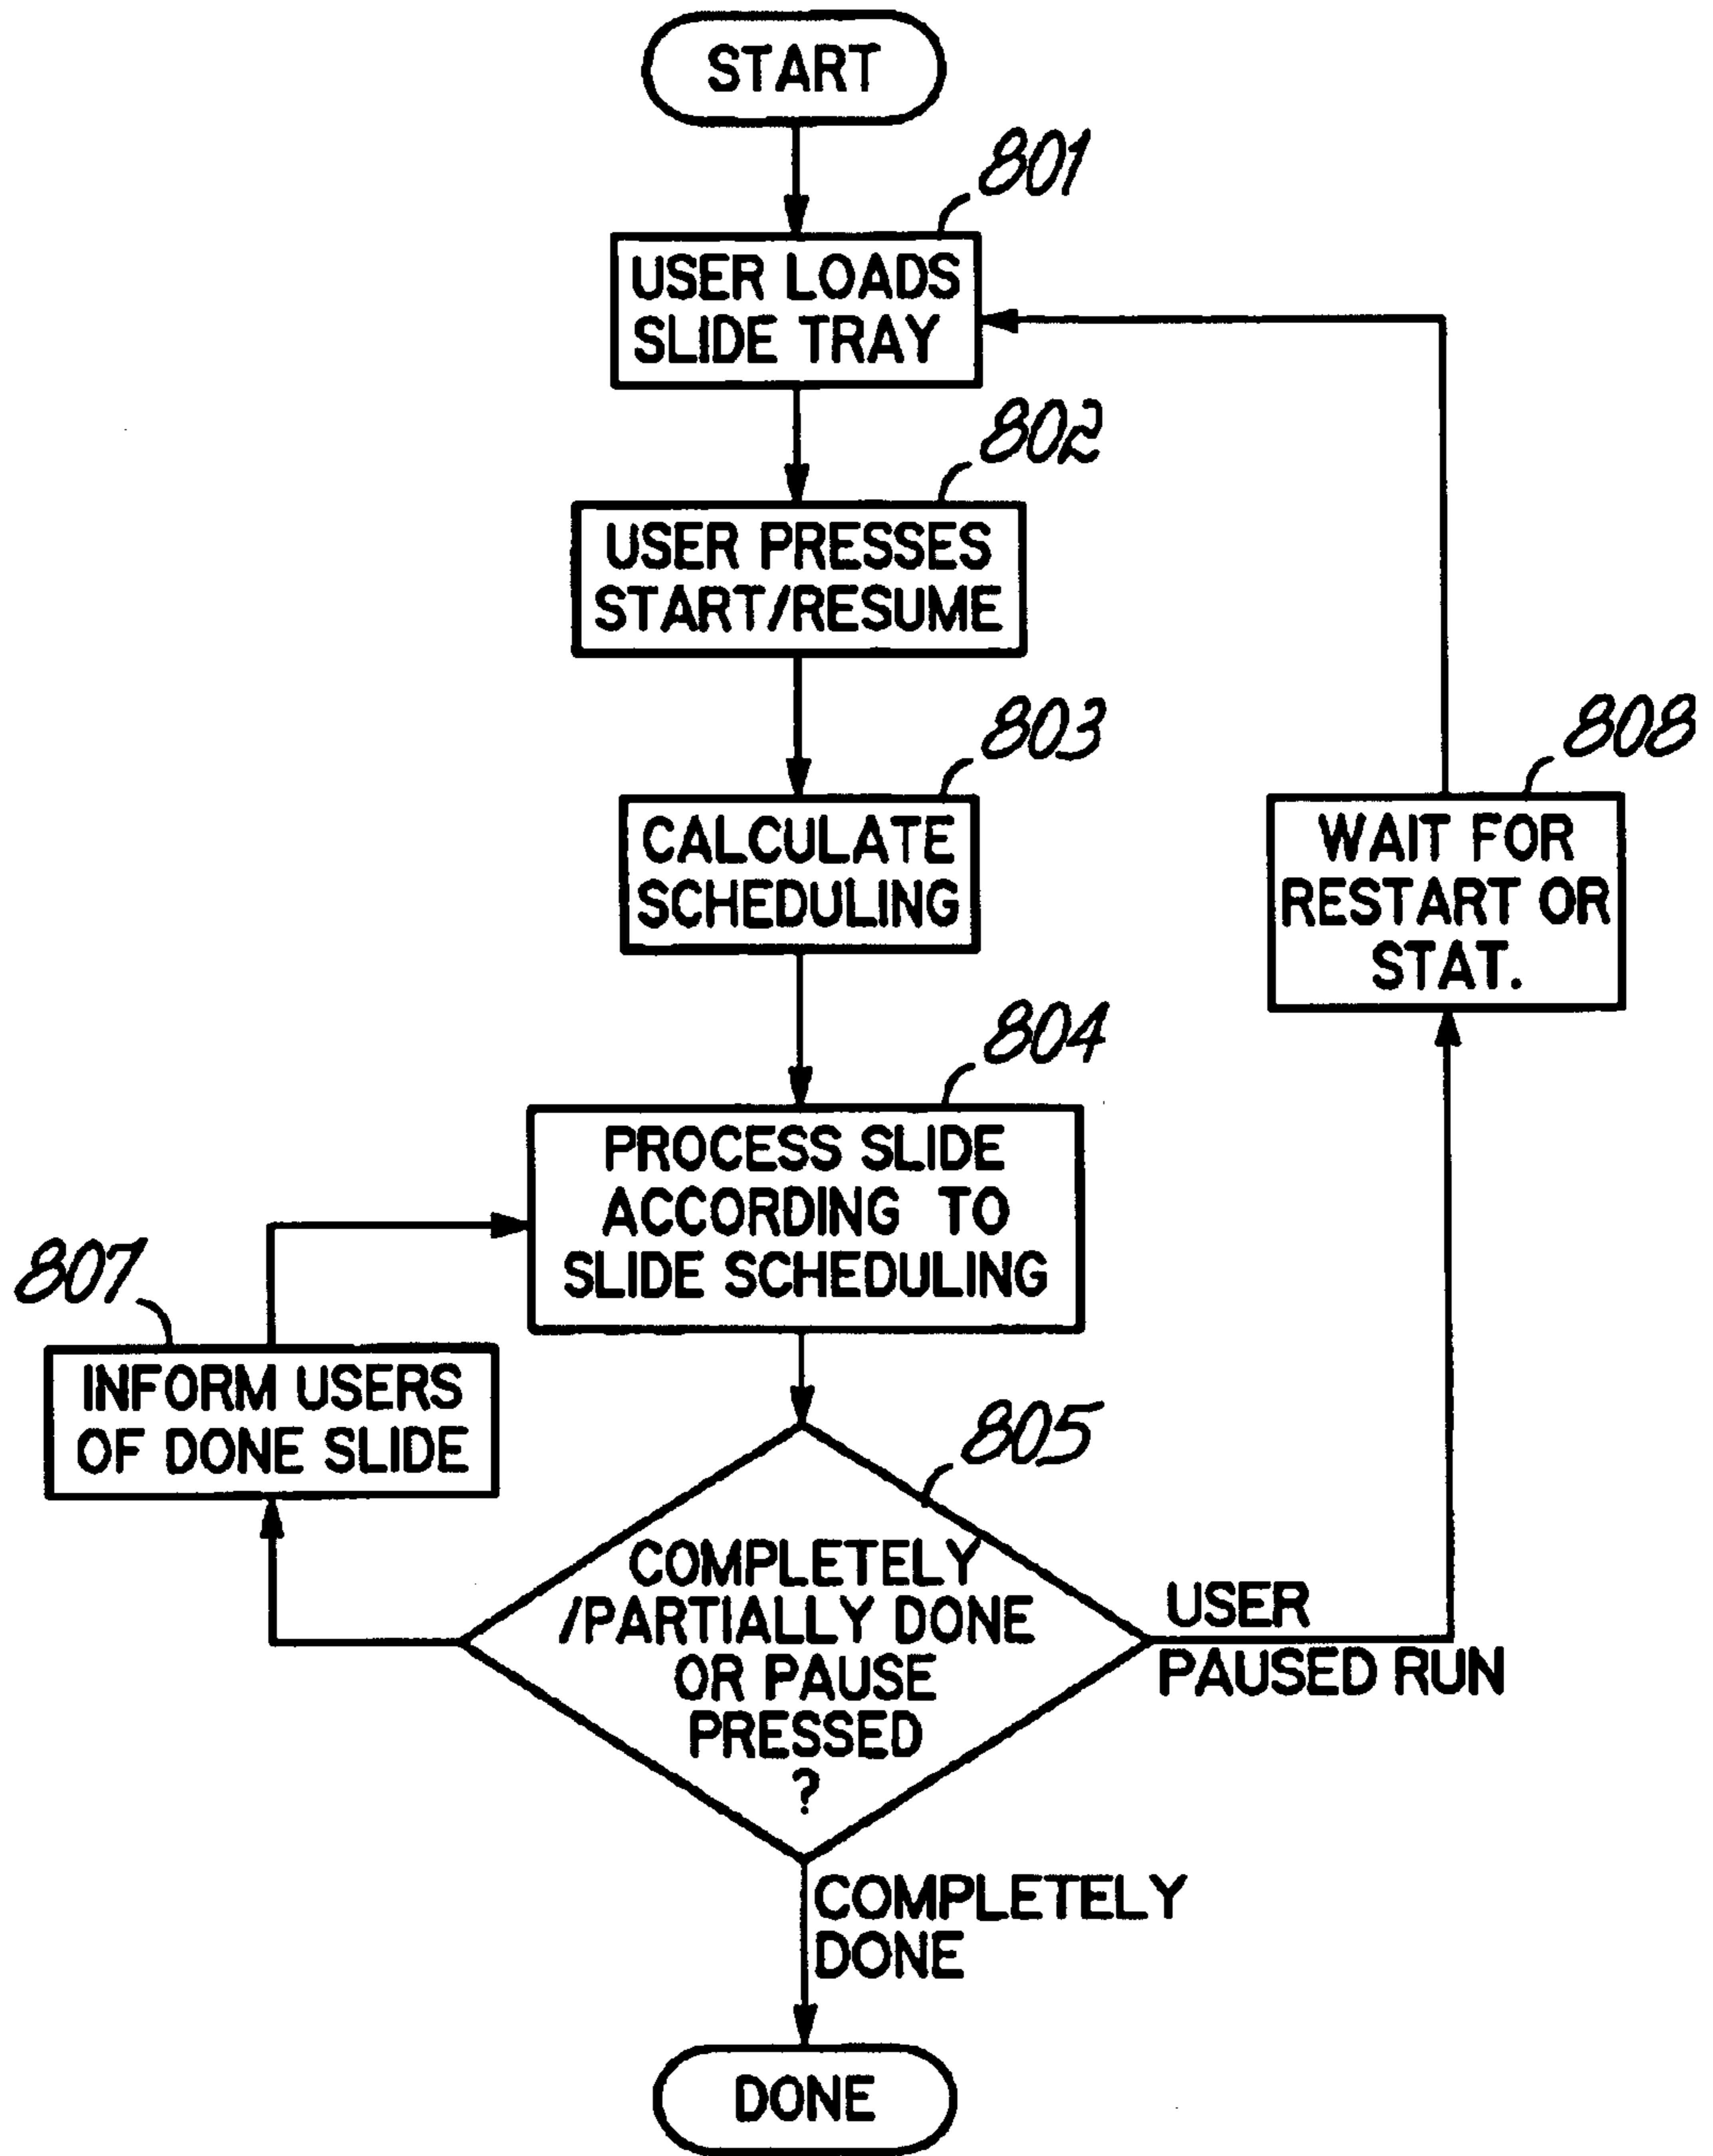 START
801
USER LOADS
SLIDE TRAY
802
USER PRESSES
START/RESUME
803
CALCULATE
SCHEDULING
808
WAIT FOR
RESTART OR
STAT.
804
PROCESS SLIDE
ACCORDING TO
SLIDE SCHEDULING
807
INFORM USERS
OF DONE SLIDE
805
COMPLETELY
/PARTIALLY DONE
OR PAUSE
PRESSED
?
USER
PAUSED RUN
COMPLETELY
DONE
DONE